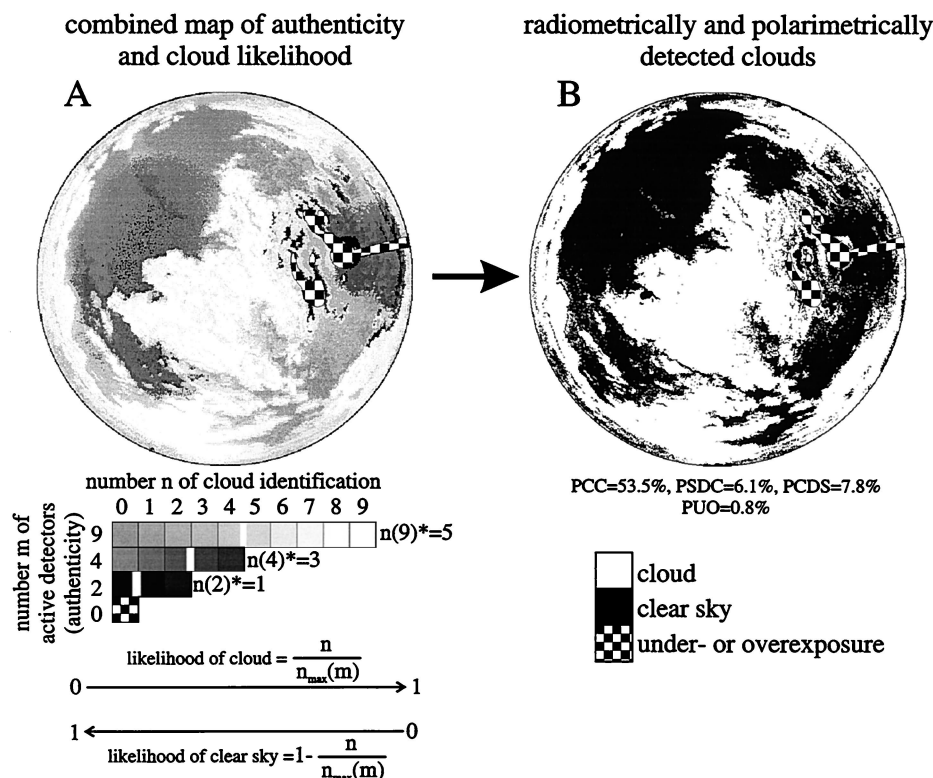 combined map of authenticity
and cloud likelihood
radiometrically and polarimetrically
detected clouds
A
B
number n of cloud identification
0 1 2 3 4 5 6 7 8 9
number m of
active detectors
(authenticity)
9
n(9)*=5
4
n(4)*=3
2
n(2)*=1
0
likelihood of cloud = n
n_max(m)
0
1
1
0
likelihood of clear sky =1- n
n_max(m)
PCC=53.5%, PSDC=6.1%, PCDS=7.8%
PUO=0.8%
cloud
clear sky
under- or overexposure